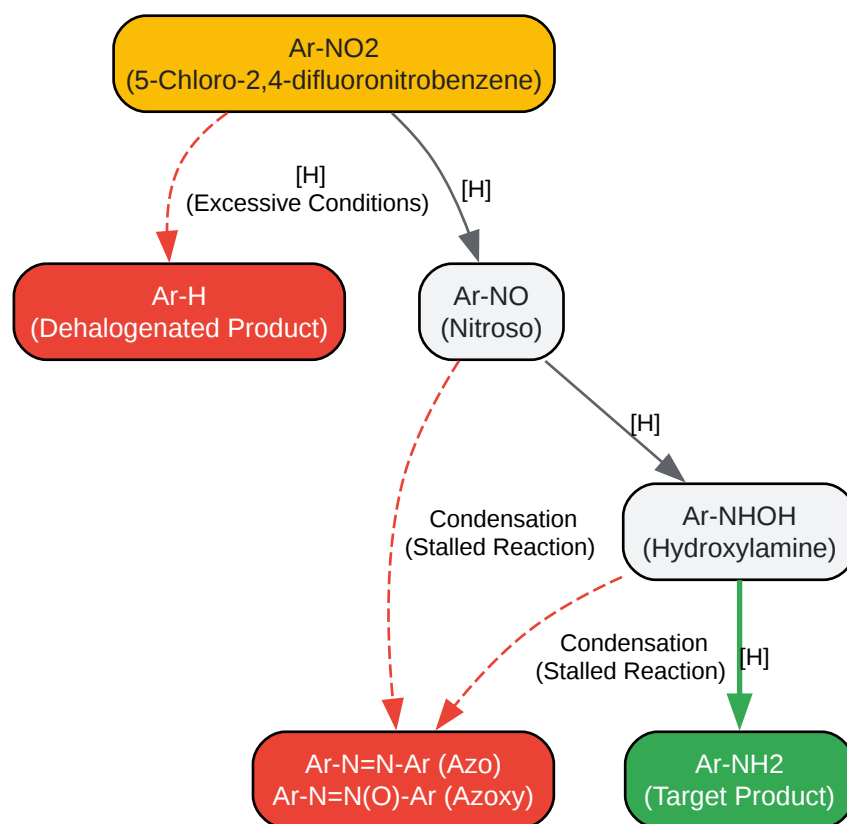 Ar-NO2
(5-Chloro-2,4-difluoronitrobenzene)
[H]
(Excessive Conditions)
[H]
Ar-H
(Dehalogenated Product)
Ar-NO
(Nitroso)
[H]
Condensation
(Stalled Reaction)
Ar-NHOH
(Hydroxylamine)
Condensation
(Stalled Reaction)
[H]
Ar-N=N-Ar (Azo)
Ar-N=N(O)-Ar (Azoxy)
Ar-NH2
(Target Product)